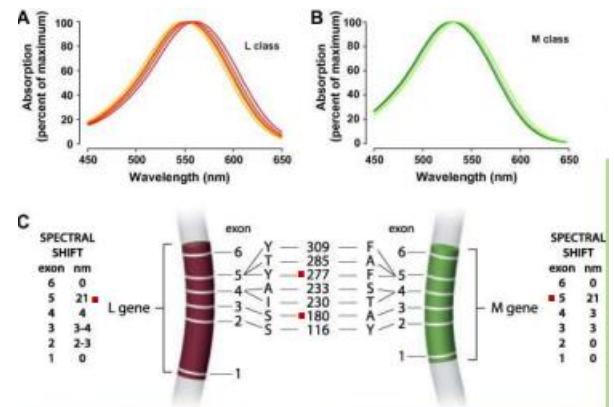 A
Absorption
(percent of maximum)
100
80
60
40
20
0
L class
450 500 550 600 650
Wavelength (nm)
B
Absorption
(percent of maximum)
100
80
60
40
20
0
M class
450 500 550 600 650
Wavelength (nm)
C
SPECTRAL
SHIFT
exon nm
6 0
5 21
4 4
3 3-4
2 2-3
1 0
L gene
exon
6
5
4
3
2
1
Y 309 F
T 285 A
Y 277 F
A 233 S
I 230 T
S 180 A
S 116 Y
exon
6
5
4
3
2
1
M gene
SPECTRAL
SHIFT
exon nm
6 0
5 21
4 3
3 3
2 0
1 0